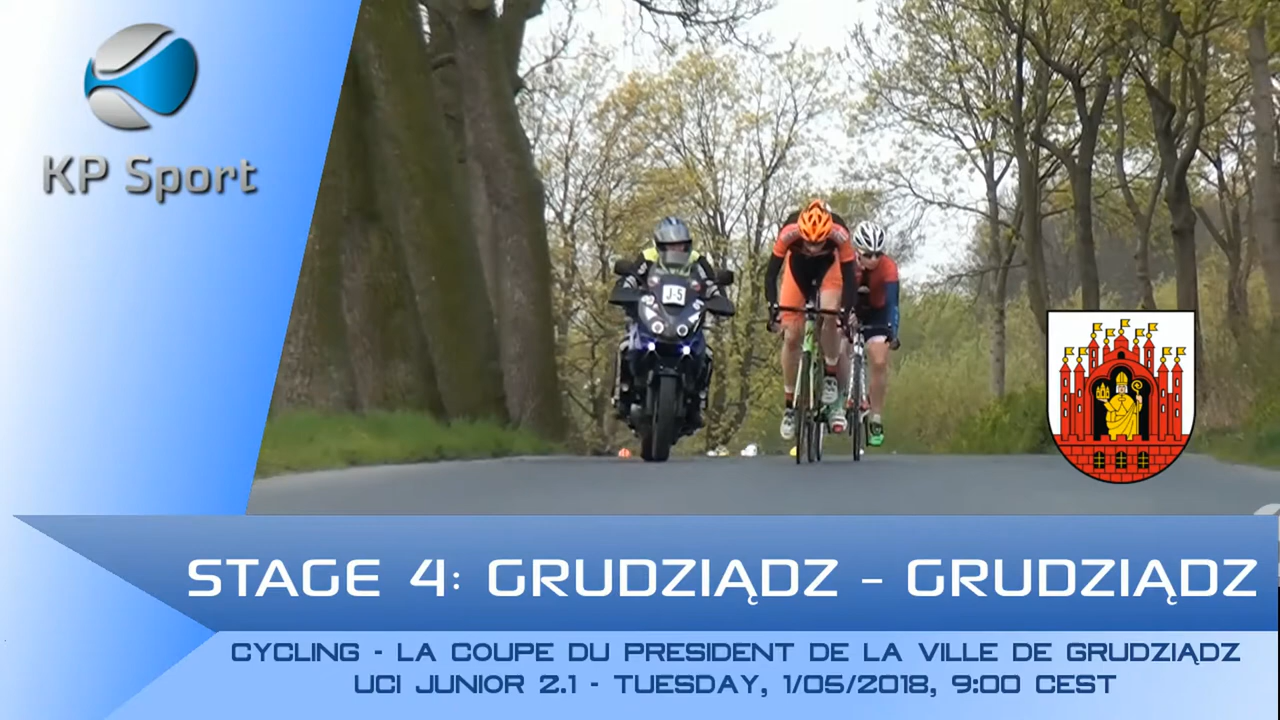 KP Sport
J-5
STAGE 4: GRUDZIĄDZ - GRUDZIĄDZ
CYCLING - LA COUPE DU PRESIDENT DE LA VILLE DE GRUDZIĄDZ
UCI JUNIOR 2.1 - TUESDAY, 1/05/2018, 9:00 CEST